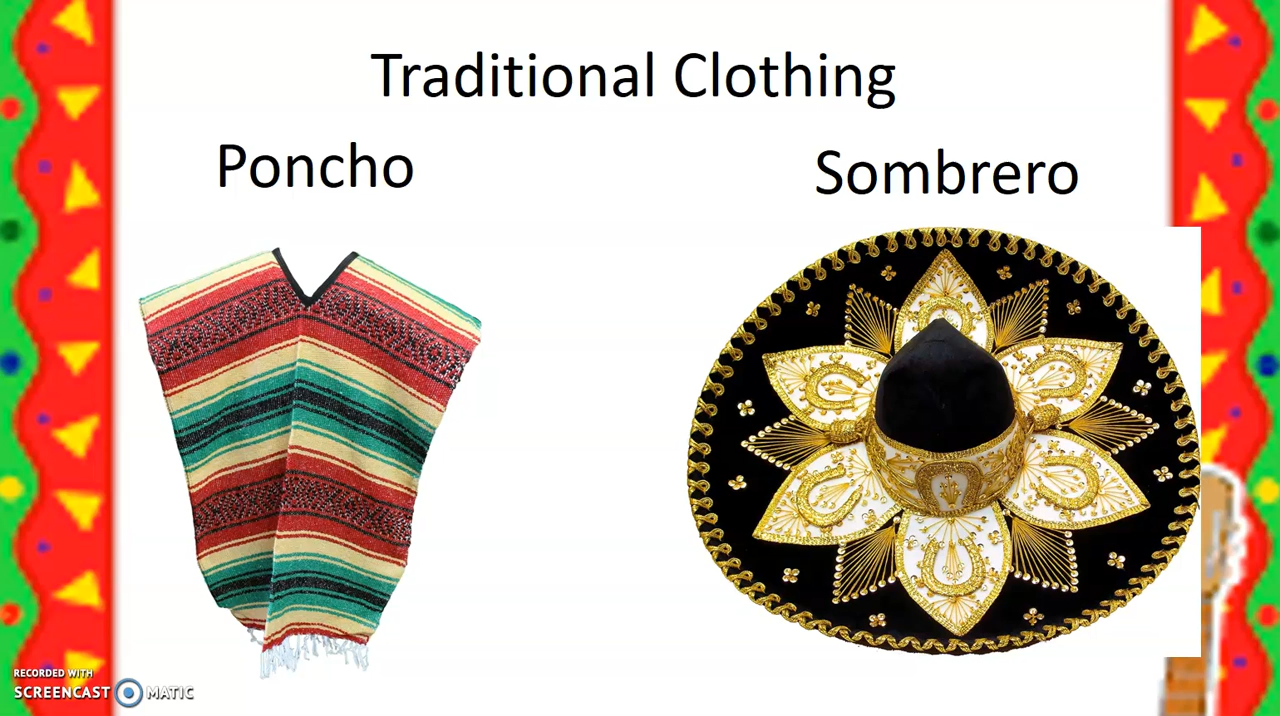 Traditional Clothing
Poncho
Sombrero
RECORDED WITH
SCREENCAST MATIC